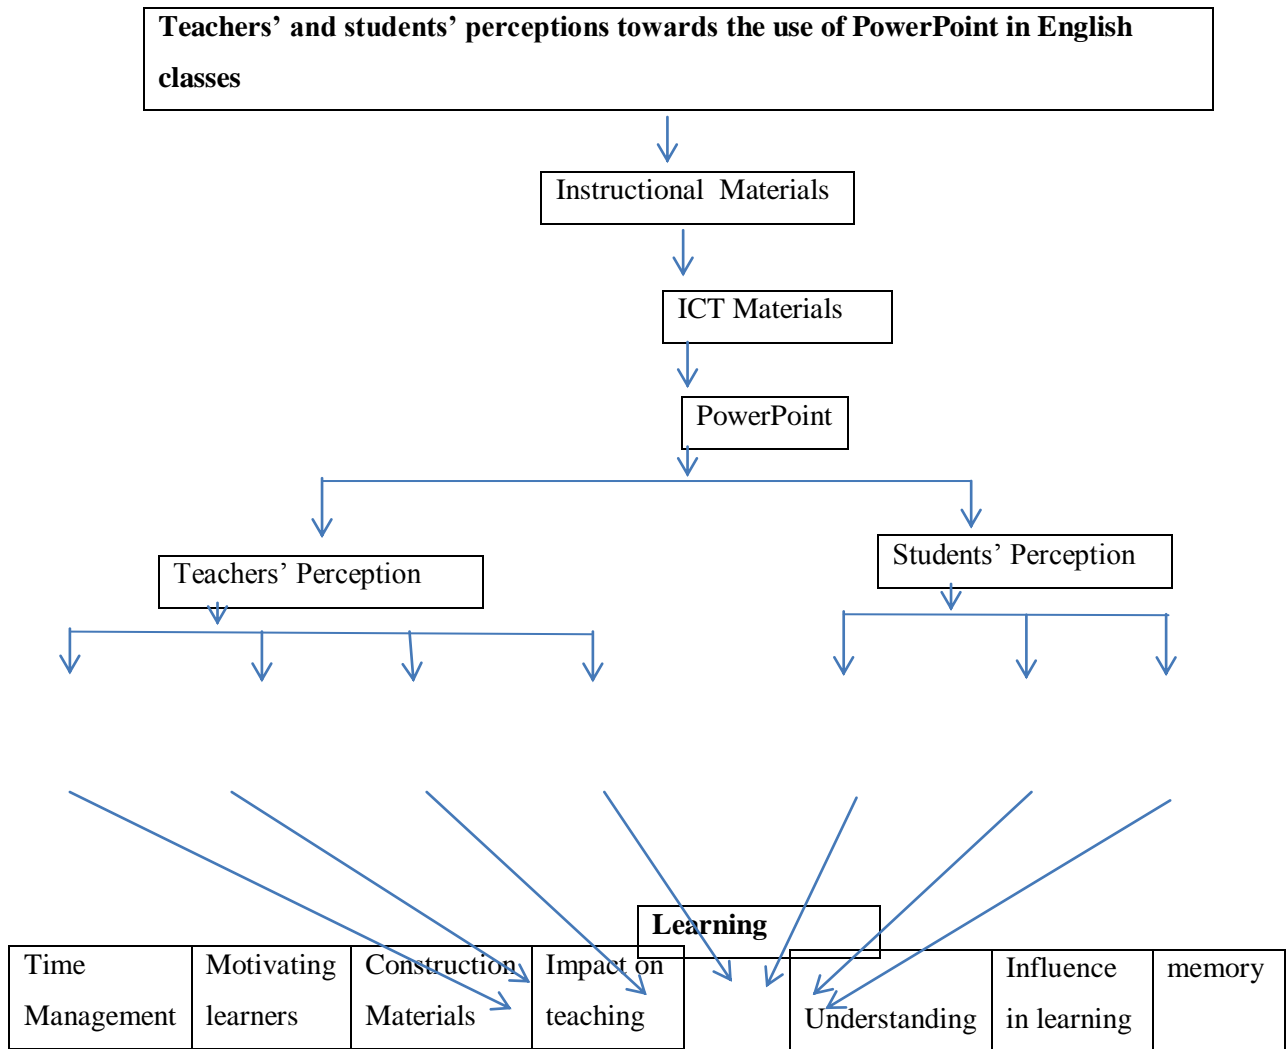 Teachers’ and students’ perceptions towards the use of PowerPoint in English
classes
Instructional Materials
ICT Materials
PowerPoint
Teachers’ Perception
Students’ Perception
Learning
Time
Management
Motivating
learners
Construction
Materials
Impact on
teaching
Understanding
Influence
in learning
memory